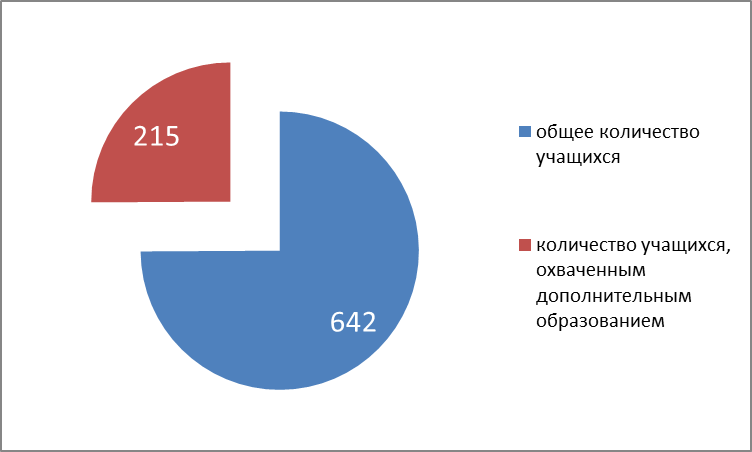 215
642
общее количество
учащихся
количество учащихся,
охваченным
дополнительным
образованием